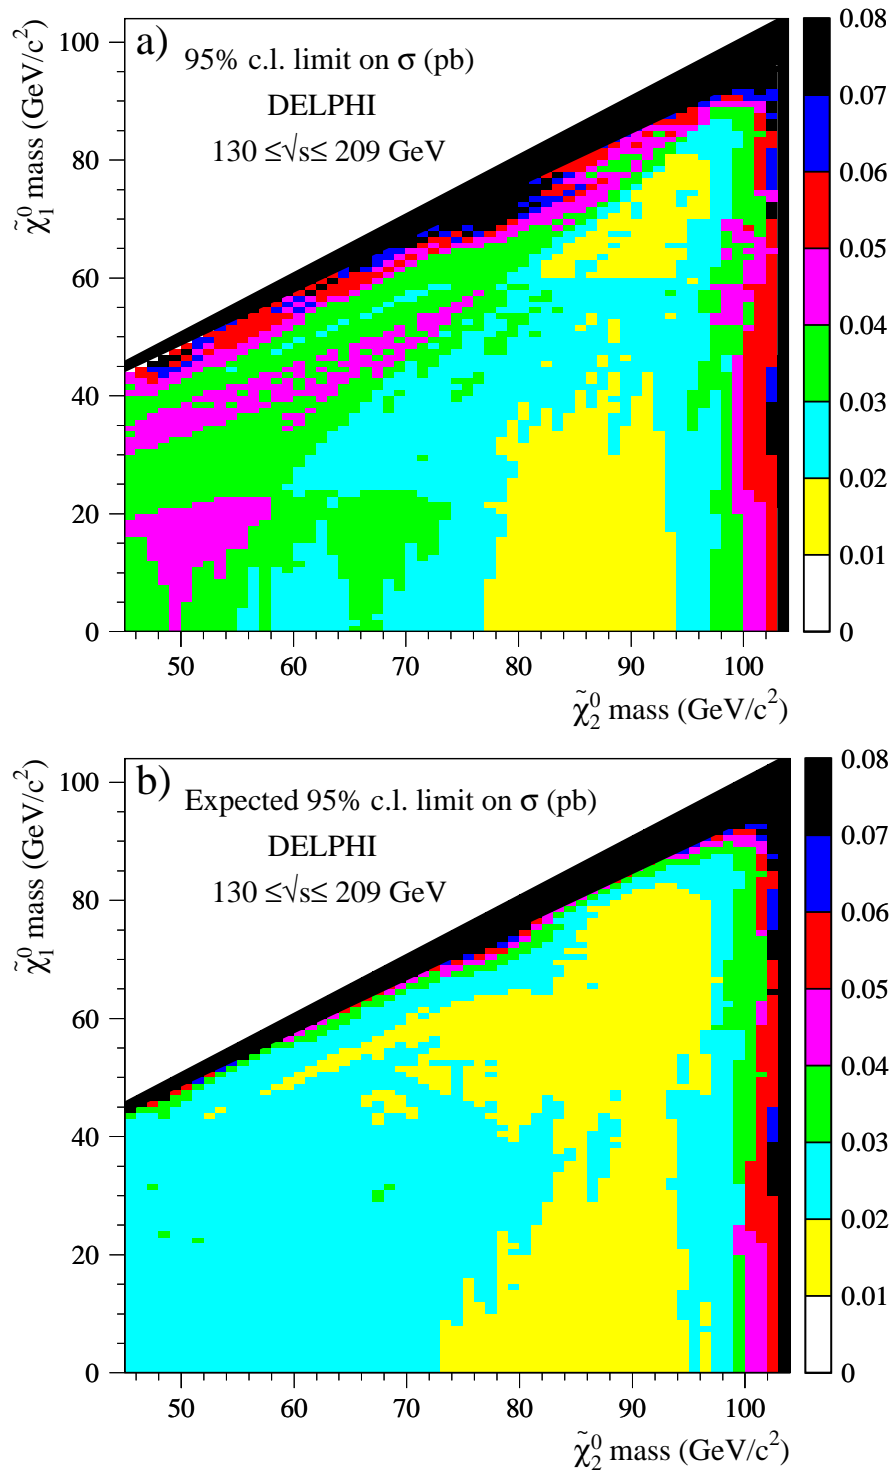 a)
95% c.l. limit on σ (pb)
DELPHI
130 ≤√s≤ 209 GeV
χ̃₁⁰ mass (GeV/c²)
100
80
60
40
20
0
50 60 70 80 90 100
χ̃₂⁰ mass (GeV/c²)
0.08
0.07
0.06
0.05
0.04
0.03
0.02
0.01
0
b)
Expected 95% c.l. limit on σ (pb)
DELPHI
130 ≤√s≤ 209 GeV
χ̃₁⁰ mass (GeV/c²)
100
80
60
40
20
0
50 60 70 80 90 100
χ̃₂⁰ mass (GeV/c²)
0.08
0.07
0.06
0.05
0.04
0.03
0.02
0.01
0